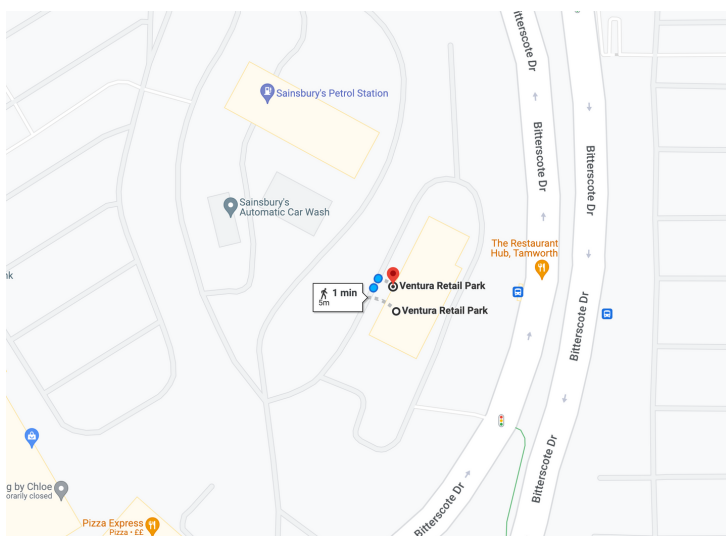 Bitterscote Dr
Sainsbury's Petrol Station
Bitterscote Dr
Bitterscote Dr
Sainsbury's
Automatic Car Wash
The Restaurant
Hub, Tamworth
nk
1 min
5m
Ventura Retail Park
Ventura Retail Park
Bitterscote Dr
Bitterscote Dr
Bitterscote Dr
g by Chloe
orarily closed
Pizza Express
Pizza • ££